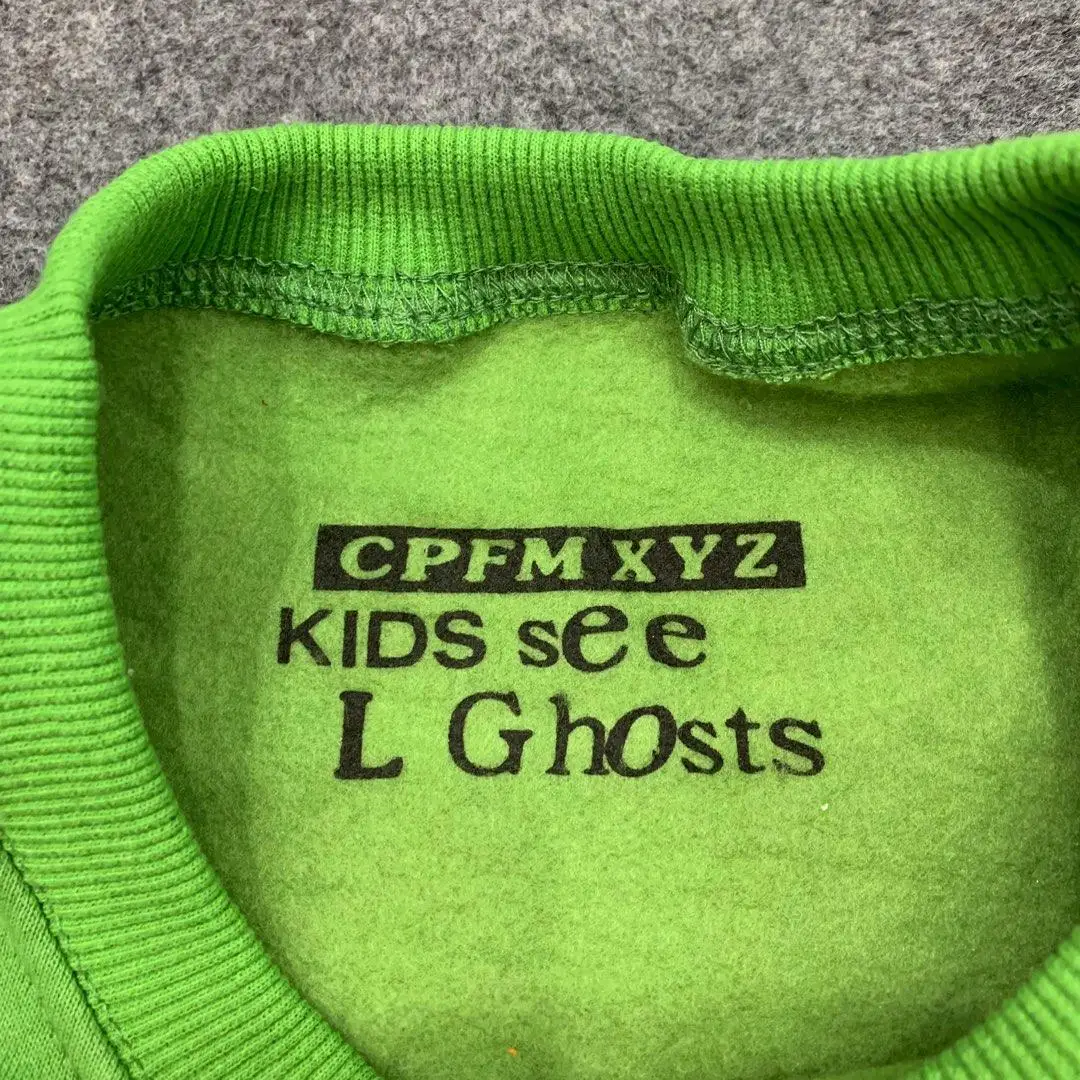 CPFM XYZ
KIDS see
L Ghosts